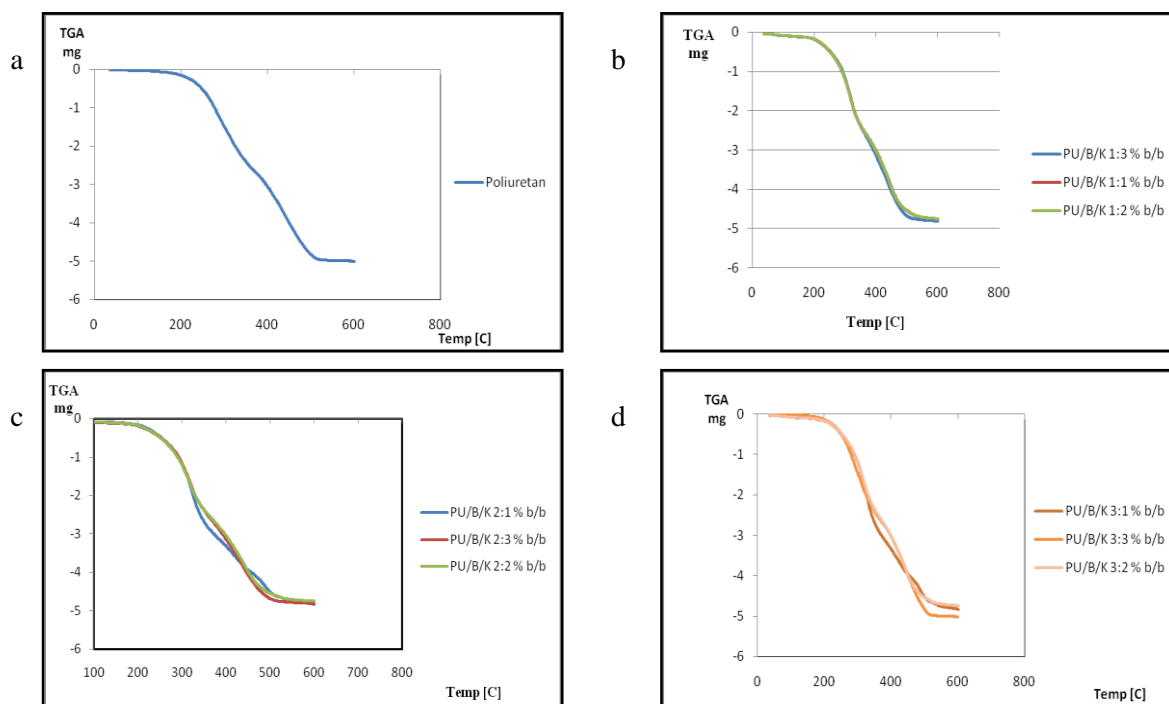 a
TGA
mg
0
-1
-2
-3
-4
-5
-6
0 200 400 600 800
Temp [C]
Poliuretan
b
TGA
mg
0
-1
-2
-3
-4
-5
-6
0 200 400 600 800
Temp [C]
PU/B/K 1:3 % b/b
PU/B/K 1:1 % b/b
PU/B/K 1:2 % b/b
c
TGA
mg
0
-1
-2
-3
-4
-5
-6
100 200 300 400 500 600 700 800
Temp [C]
PU/B/K 2:1 % b/b
PU/B/K 2:3 % b/b
PU/B/K 2:2 % b/b
d
TGA
mg
0
-1
-2
-3
-4
-5
-6
0 200 400 600 800
Temp [C]
PU/B/K 3:1 % b/b
PU/B/K 3:3 % b/b
PU/B/K 3:2 % b/b